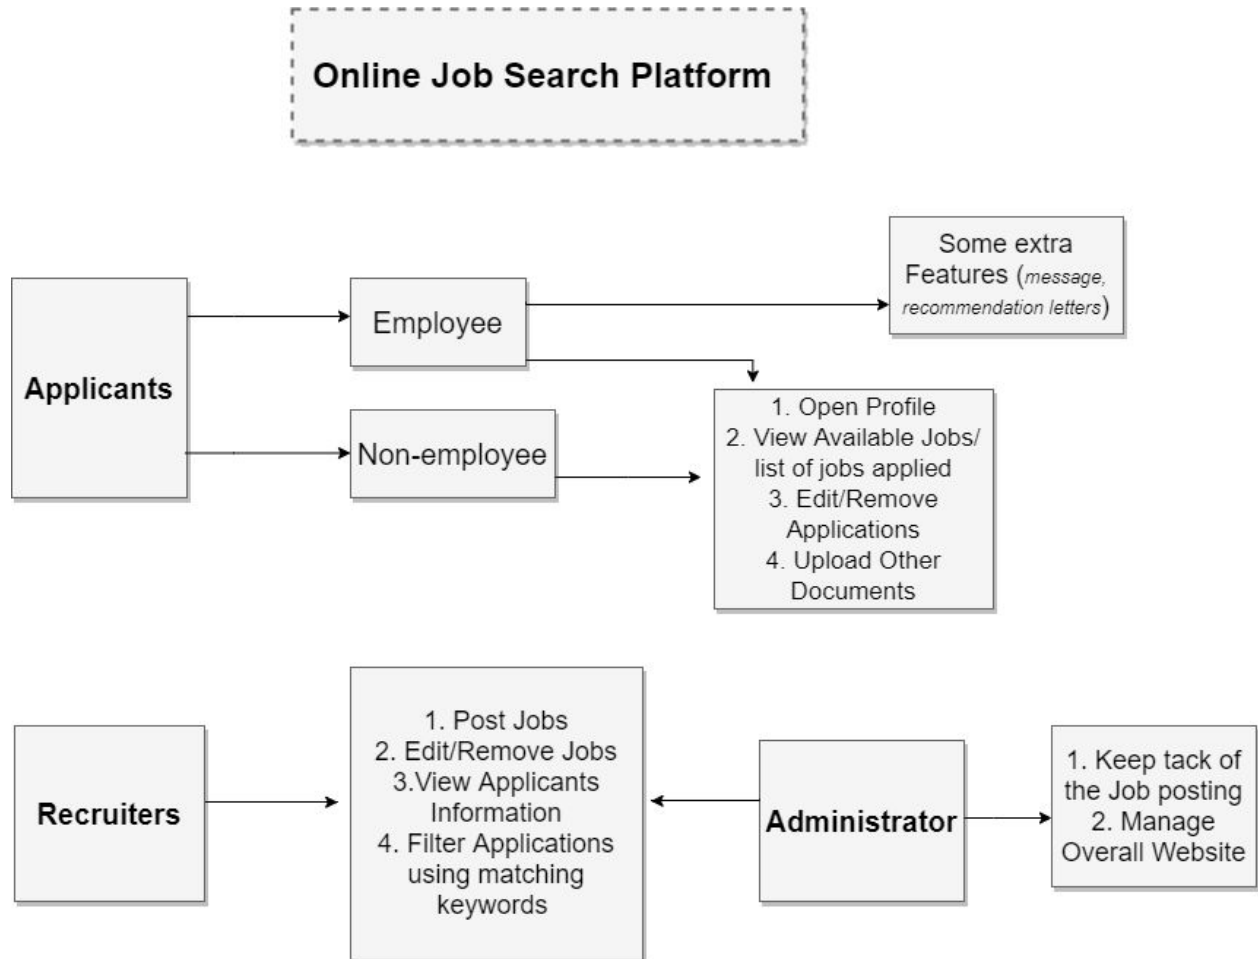 Online Job Search Platform
Some extra
Features (message,
recommendation letters)
Applicants
Employee
Non-employee
1. Open Profile
2. View Available Jobs/
list of jobs applied
3. Edit/Remove
Applications
4. Upload Other
Documents
Recruiters
1. Post Jobs
2. Edit/Remove Jobs
3.View Applicants
Information
4. Filter Applications
using matching
keywords
Administrator
1. Keep tack of
the Job posting
2. Manage
Overall Website